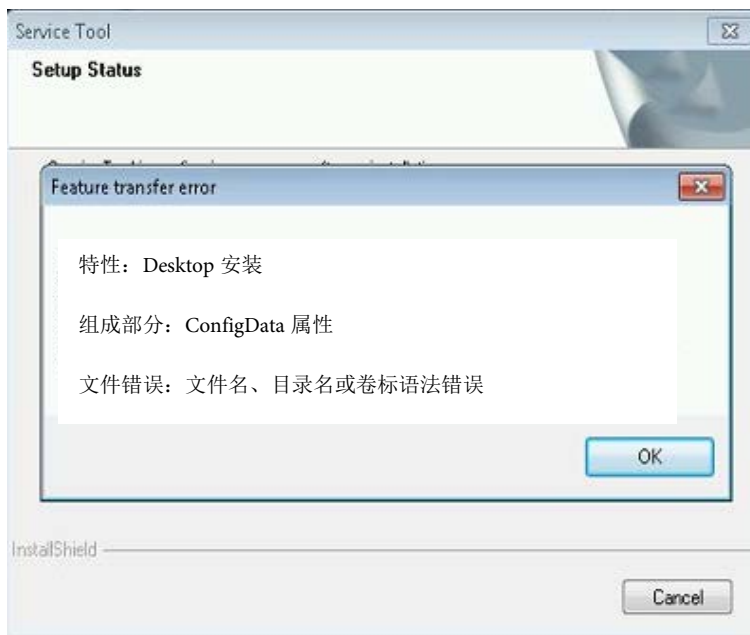 Service Tool
Setup Status
Feature transfer error
特性：Desktop 安装
组成部分：ConfigData 属性
文件错误：文件名、目录名或卷标语法错误
OK
InstallShield
Cancel